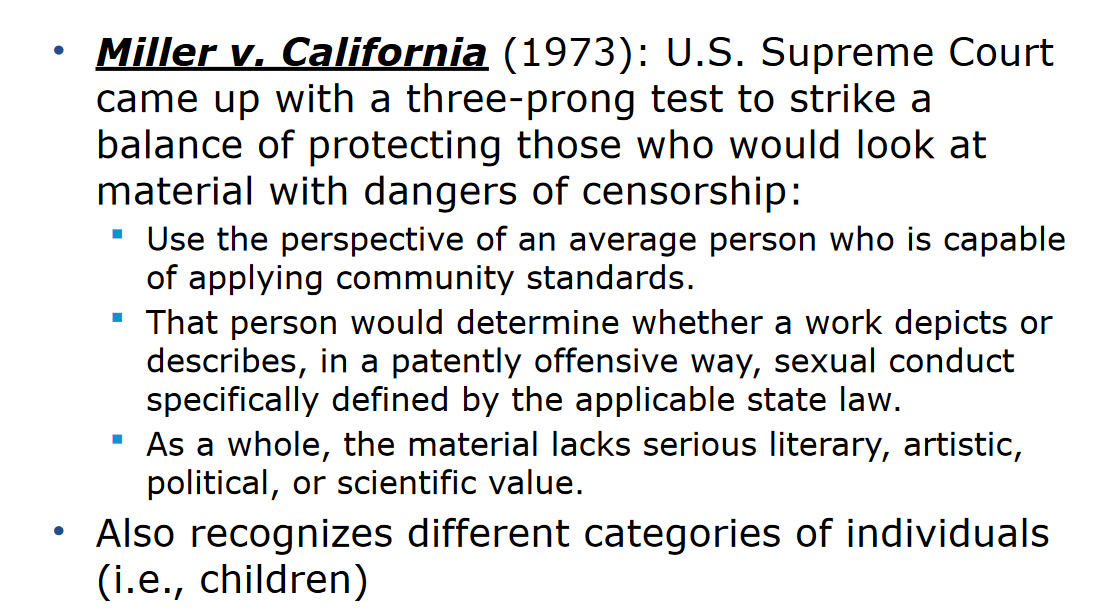 • Miller v. California (1973): U.S. Supreme Court
came up with a three-prong test to strike a
balance of protecting those who would look at
material with dangers of censorship:
▪ Use the perspective of an average person who is capable
of applying community standards.
▪ That person would determine whether a work depicts or
describes, in a patently offensive way, sexual conduct
specifically defined by the applicable state law.
▪ As a whole, the material lacks serious literary, artistic,
political, or scientific value.
• Also recognizes different categories of individuals
(i.e., children)